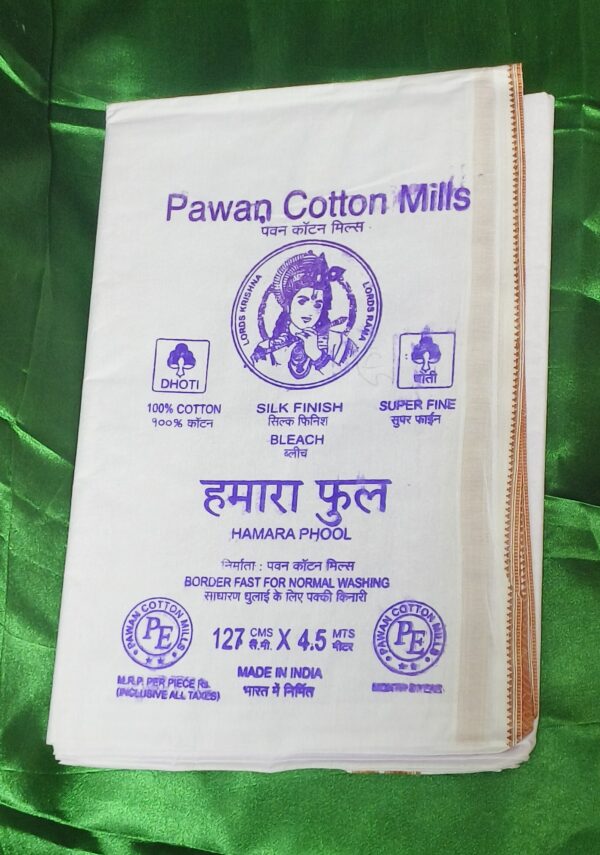 Pawan Cotton Mills
पवन कॉटन मिल्स
LORDS KRISHNA
LORDS RAMA
DHOTI
धोती
100% COTTON
१००% कॉटन
SILK FINISH
सिल्क फिनिश
SUPER FINE
सुपर फाईन
BLEACH
ब्लीच
हमारा फुल
HAMARA PHOOL
निर्माता : पवन कॉटन मिल्स
BORDER FAST FOR NORMAL WASHING
साधारण धुलाई के लिए पक्की किनारी
PAWAN COTTON MILLS
PE
127 CMS सें.मी. X 4.5 MTS मीटर
PAWAN COTTON MILLS
PE
M.R.P. PER PIECE Rs.
(INCLUSIVE ALL TAXES)
MADE IN INDIA
भारत में निर्मित
MONTH & YEAR